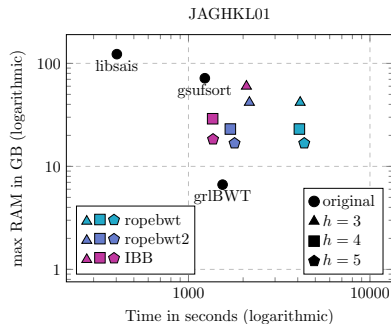 JAGHKL01
max RAM in GB (logarithmic)
100
10
1
libsais
gsufsort
grlBWT
ropebwt
ropebwt2
IBB
original
h = 3
h = 4
h = 5
1000
10000
Time in seconds (logarithmic)